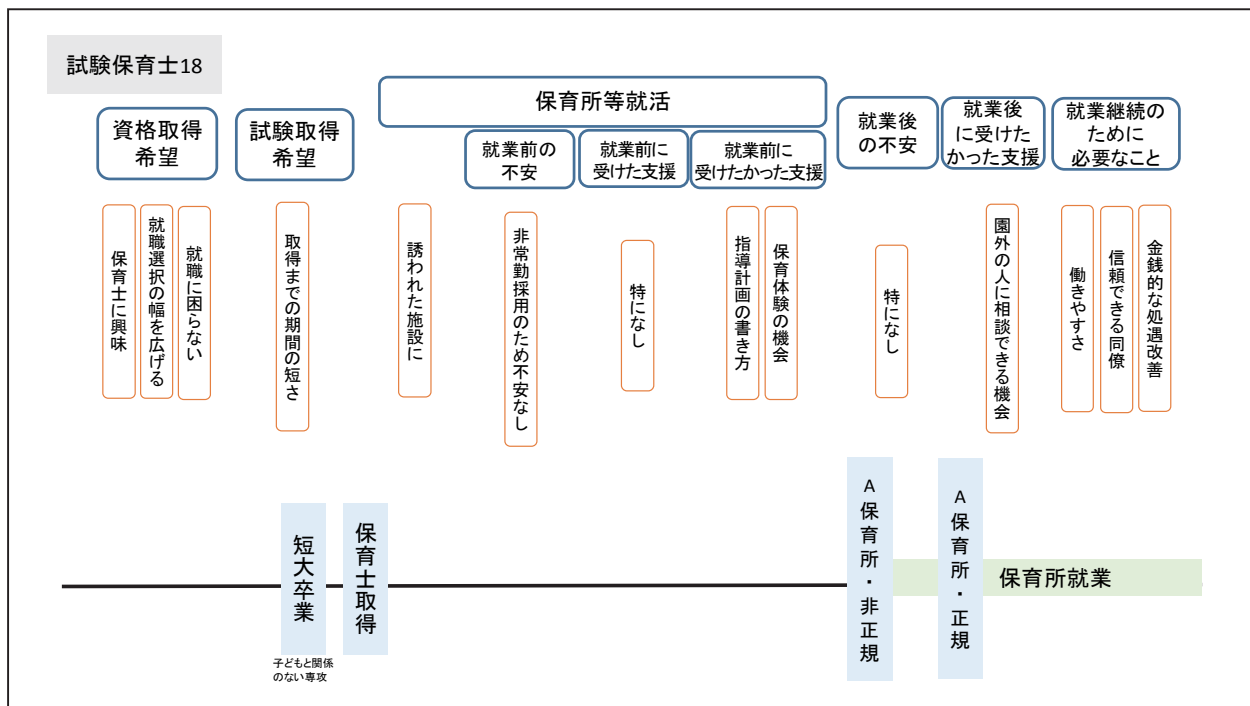 試験保育士18
保育所等就活
資格取得
希望
試験取得
希望
就業前の
不安
就業前に
受けた支援
就業前に
受けたかった支援
就業後
の不安
就業後
に受けた
かった支援
就業継続の
ために
必要なこと
保育士に興味
就職選択の幅を広げる
就職に困らない
取得までの期間の短さ
誘われた施設に
非常勤採用のため不安なし
特になし
指導計画の書き方
保育体験の機会
特になし
園外の人に相談できる機会
働きやすさ
信頼できる同僚
金銭的な処遇改善
短大卒業
子どもと関係
のない専攻
保育士取得
A保育所・非正規
A保育所・正規
保育所就業